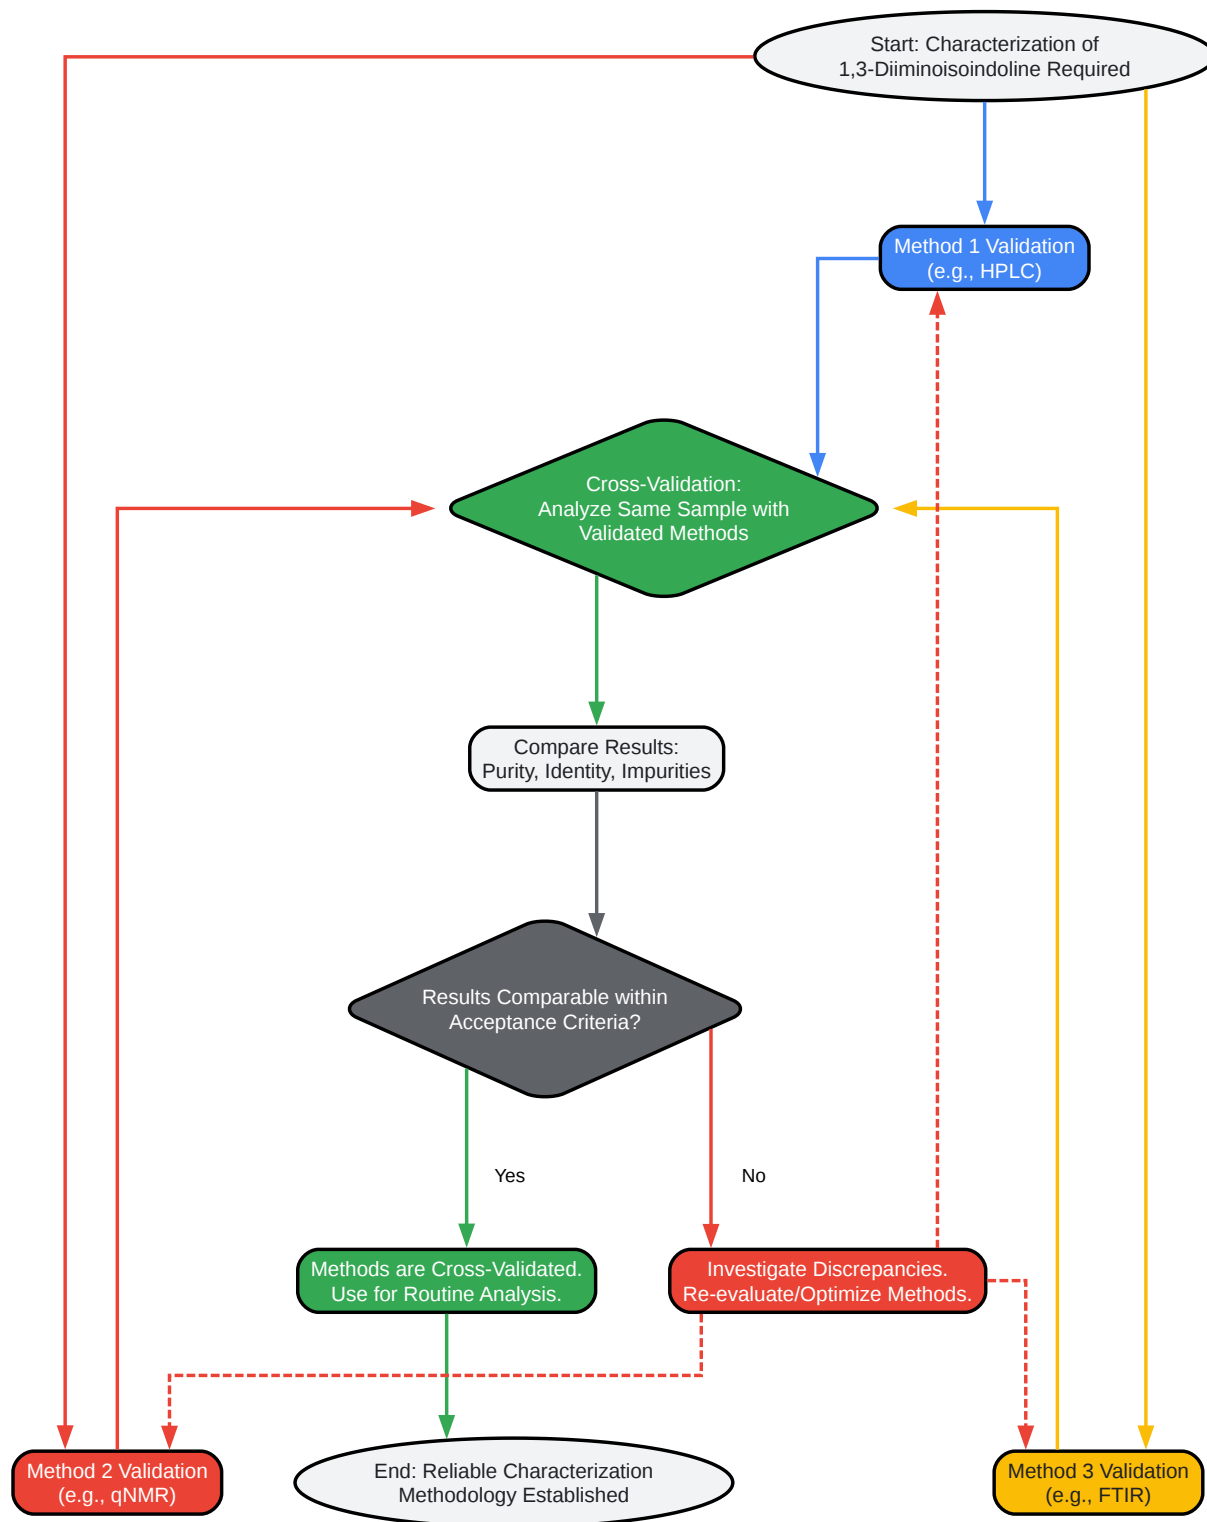 Start: Characterization of
1,3-Diiminoisoindoline Required
Method 1 Validation
(e.g., HPLC)
Cross-Validation:
Analyze Same Sample with
Validated Methods
Compare Results:
Purity, Identity, Impurities
Results Comparable within
Acceptance Criteria?
Yes
No
Methods are Cross-Validated.
Use for Routine Analysis.
Investigate Discrepancies.
Re-evaluate/Optimize Methods.
Method 2 Validation
(e.g., qNMR)
End: Reliable Characterization
Methodology Established
Method 3 Validation
(e.g., FTIR)